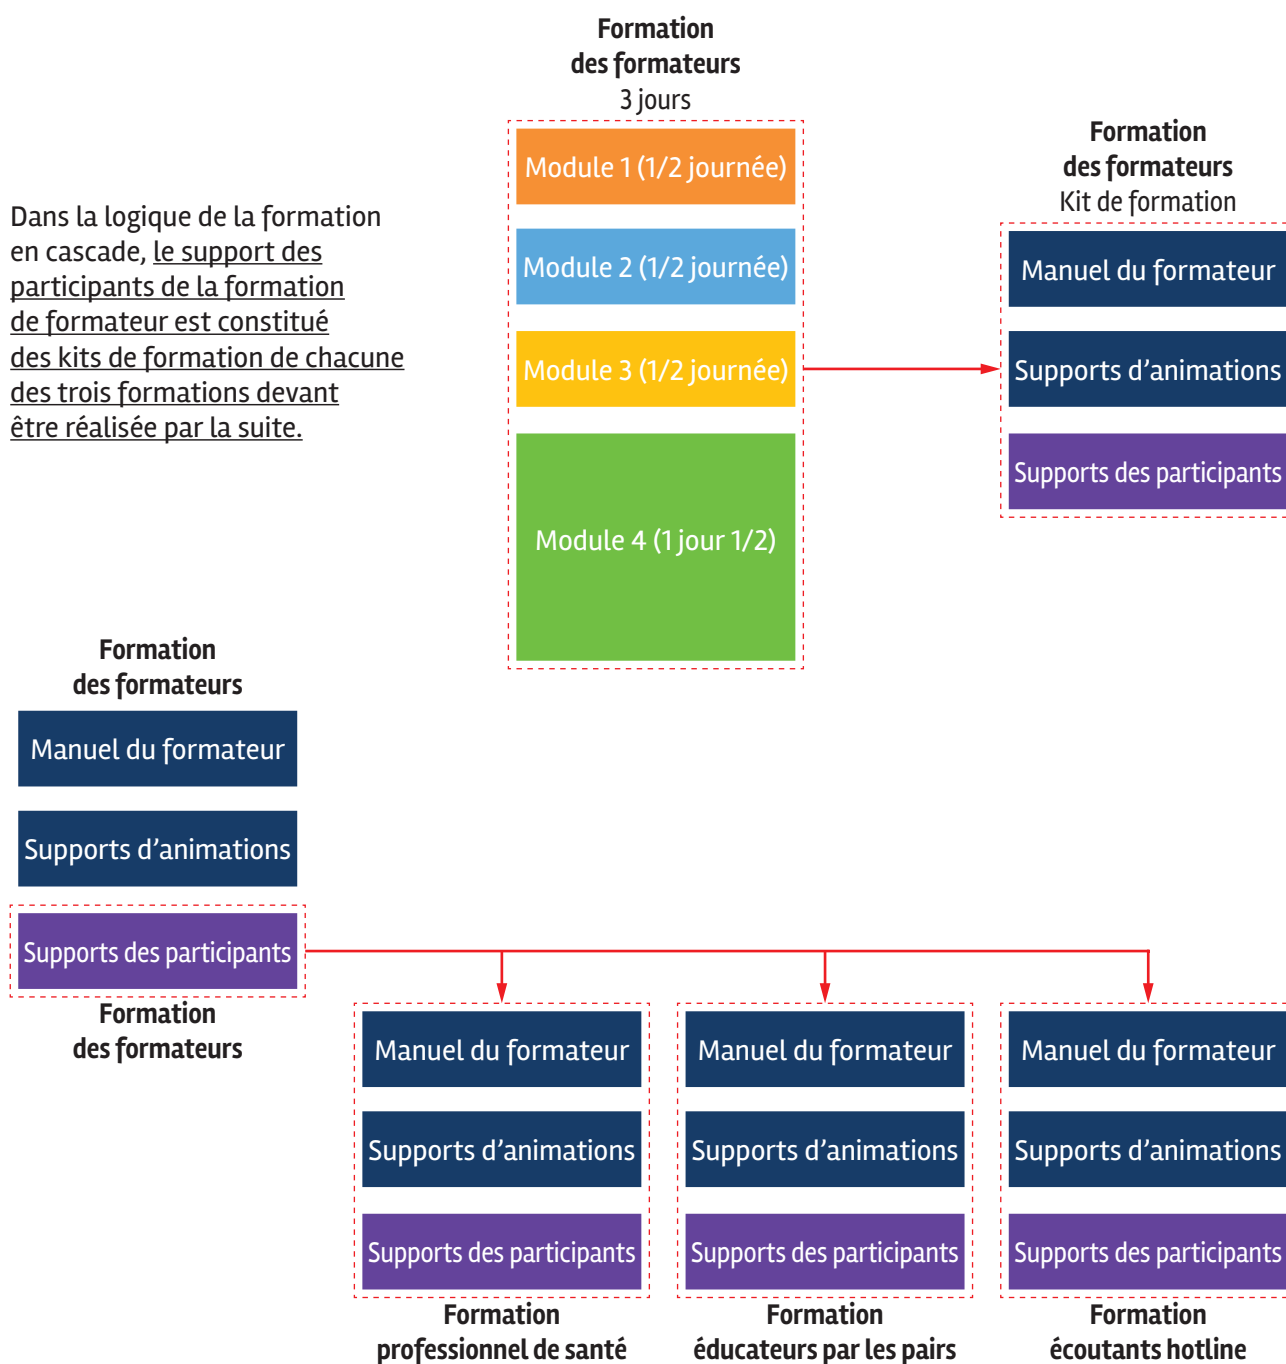 Formation
des formateurs
3 jours
Module 1 (1/2 journée)
Module 2 (1/2 journée)
Module 3 (1/2 journée)
Module 4 (1 jour 1/2)
Formation
des formateurs
Kit de formation
Manuel du formateur
Supports d’animations
Supports des participants
Dans la logique de la formation
en cascade, le support des
participants de la formation
de formateur est constitué
des kits de formation de chacune
des trois formations devant
être réalisée par la suite.
Formation
des formateurs
Manuel du formateur
Supports d’animations
Supports des participants
Formation
des formateurs
Manuel du formateur
Supports d’animations
Supports des participants
Formation
professionnel de santé
Manuel du formateur
Supports d’animations
Supports des participants
Formation
éducateurs par les pairs
Manuel du formateur
Supports d’animations
Supports des participants
Formation
écoutants hotline